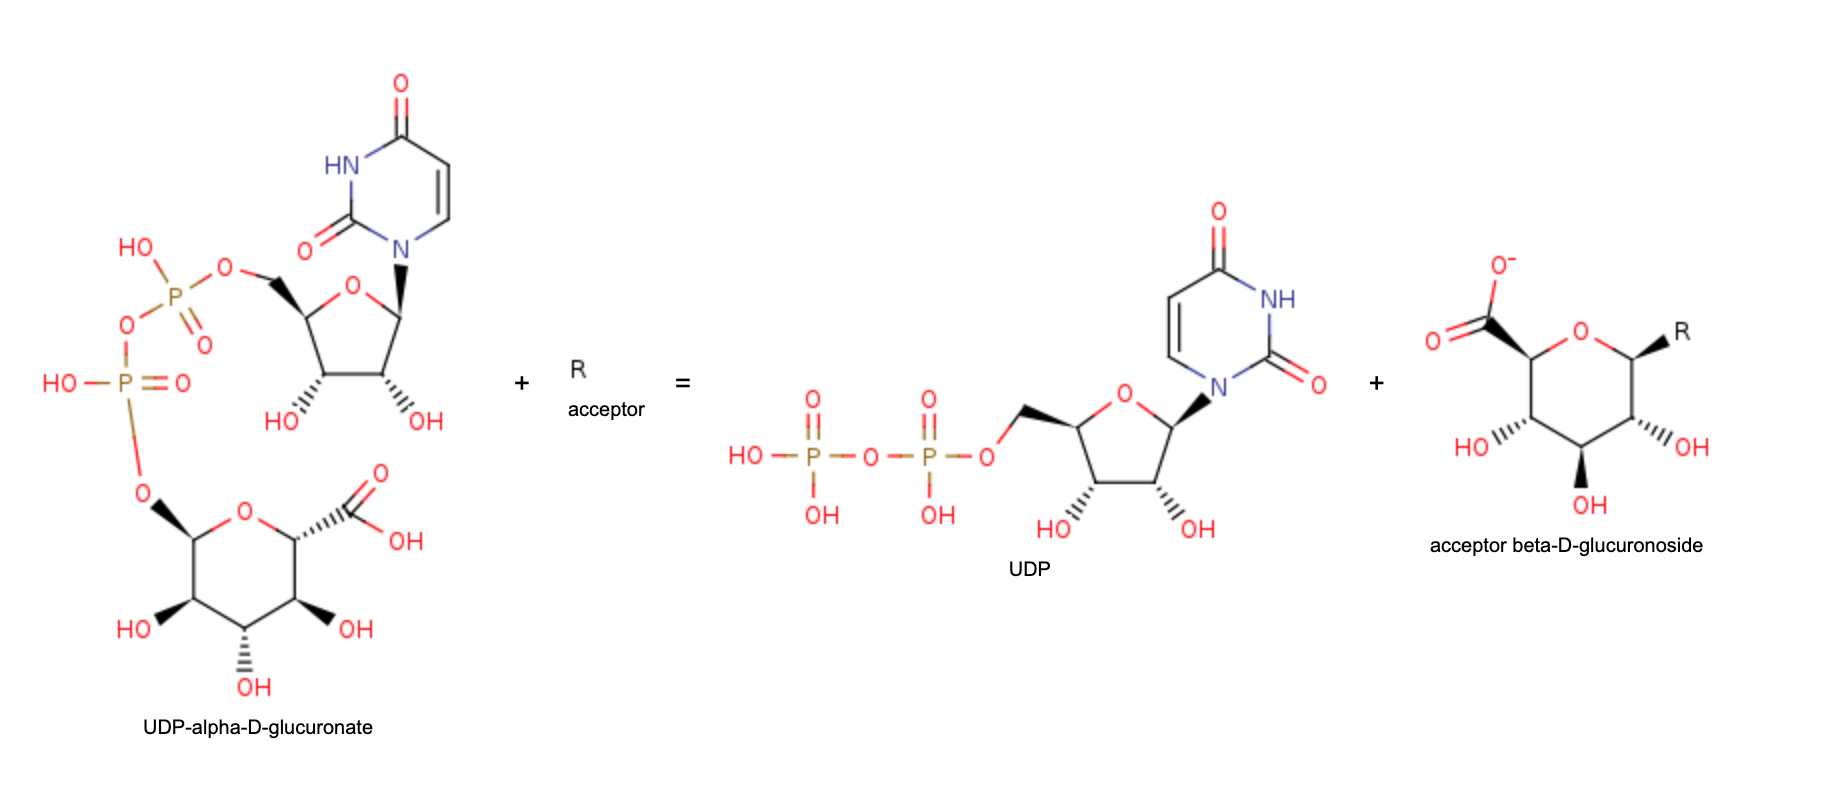 O
HN
O
N
HO
O
O
P
O
O
HO
P
O
HO
OH
O
O
O
OH
HO
OH
OH
UDP-alpha-D-glucuronate
+
R
acceptor
=
O
NH
N
O
O
O
O
HO
P
O
P
O
OH
OH
HO
OH
UDP
+
O-
O
O
R
HO
OH
OH
acceptor beta-D-glucuronoside